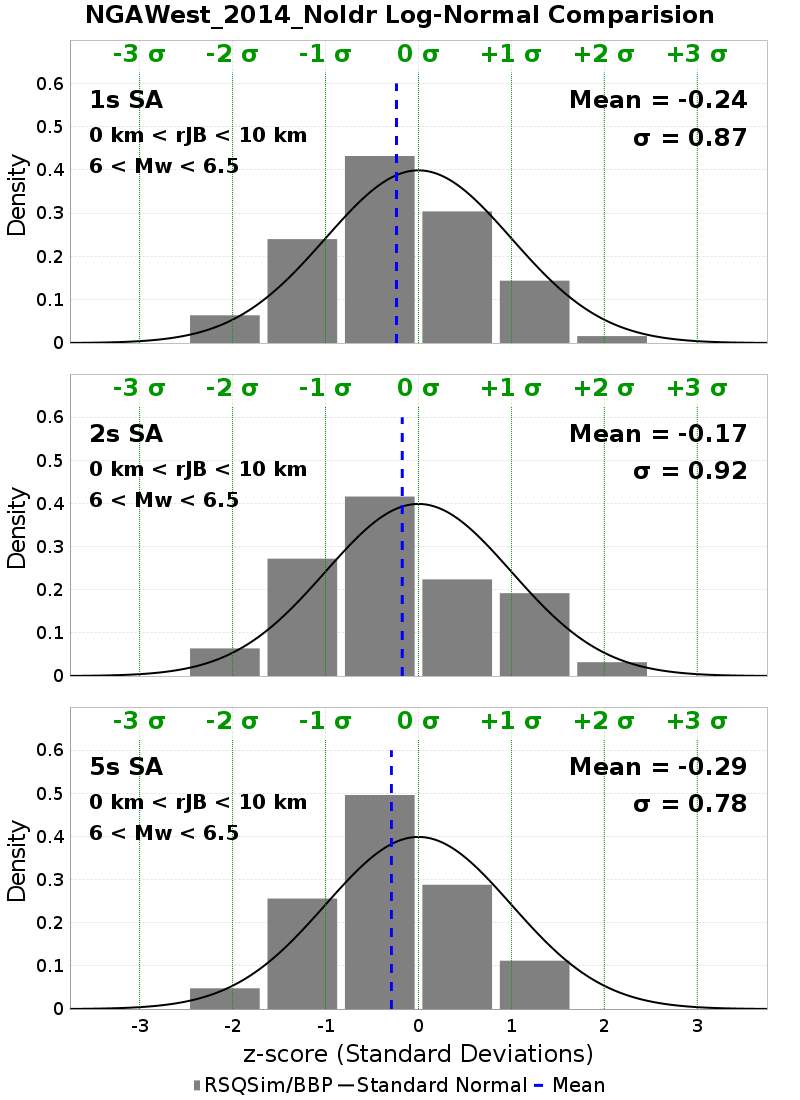 NGAWest_2014_NoIdr Log-Normal Comparision
-3 σ -2 σ -1 σ 0 σ +1 σ +2 σ +3 σ
1s SA
Mean = -0.24
0 km < rJB < 10 km
σ = 0.87
6 < Mw < 6.5
Density
0.6
0.5
0.4
0.3
0.2
0.1
0
-3 σ -2 σ -1 σ 0 σ +1 σ +2 σ +3 σ
2s SA
Mean = -0.17
0 km < rJB < 10 km
σ = 0.92
6 < Mw < 6.5
Density
0.6
0.5
0.4
0.3
0.2
0.1
0
-3 σ -2 σ -1 σ 0 σ +1 σ +2 σ +3 σ
5s SA
Mean = -0.29
0 km < rJB < 10 km
σ = 0.78
6 < Mw < 6.5
Density
0.6
0.5
0.4
0.3
0.2
0.1
0
-3 -2 -1 0 1 2 3
z-score (Standard Deviations)
RSQSim/BBP Standard Normal Mean